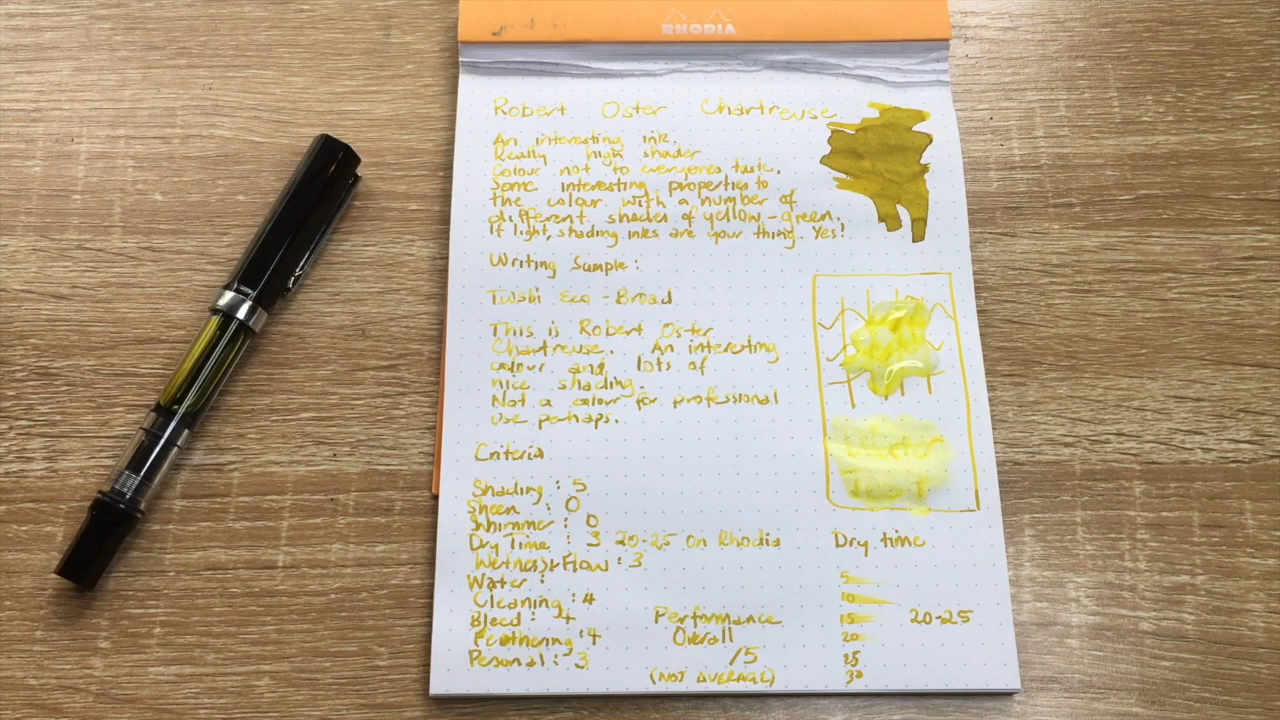 RHODIA
Robert Oster Chartreuse
An interesting ink.
Really high shader
Colour not to everyones taste.
Some interesting properties to
the colour with a number of
different shades of yellow-green.
If light, shading inks are your thing. Yes!
Writing Sample:
Twsbi Eco - Broad
This is Robert Oster
Chartreuse. An interesting
colour and lots of
nice shading
Not a colour for professional
use perhaps.
Criteria
Shading: 5
Sheen: 0
Shimmer: 0
Dry Time: 3 20-25 on Rhodia
Wetness+Flow: 3
Water:
Cleaning: 4
Bleed: 4
Feathering: 4
Personal: 3
Performance
Overall
/5
(NOT AVERAGE)
Dry time
5
10
15 20-25
20
25
30